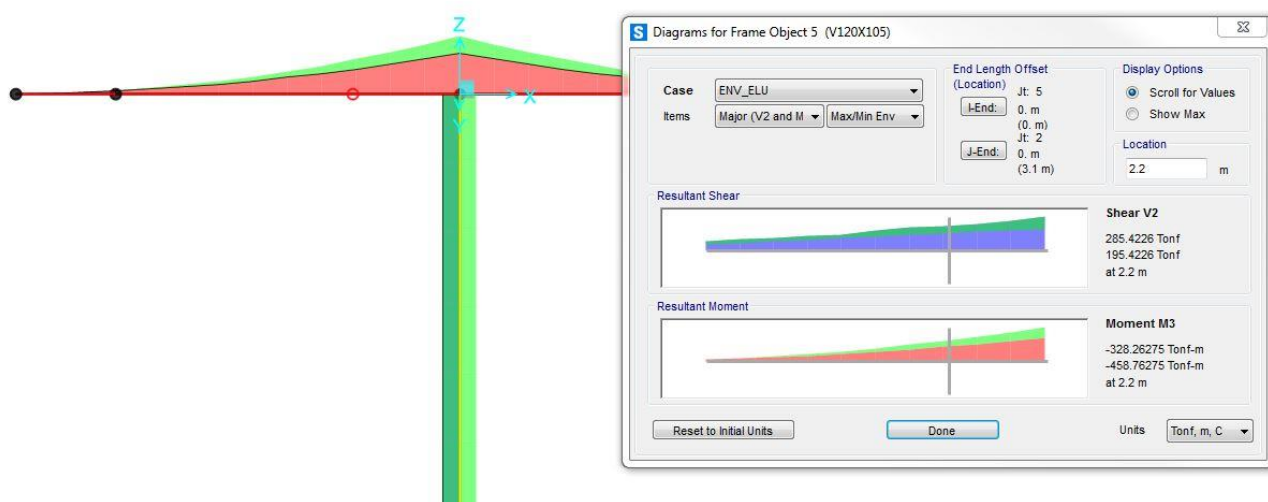 Z
X
Y
S Diagrams for Frame Object 5 (V120X105)
Case ENV_ELU
Items Major (V2 and M Max/Min Env
End Length Offset
(Location)
Jt: 5
I-End: 0. m
(0. m)
Jt: 2
J-End: 0. m
(3.1 m)
Display Options
Scroll for Values
Show Max
Location
2.2 m
Resultant Shear
Shear V2
285.4226 Tonf
195.4226 Tonf
at 2.2 m
Resultant Moment
Moment M3
-328.26275 Tonf-m
-458.76275 Tonf-m
at 2.2 m
Reset to Initial Units Done Units Tonf, m, C